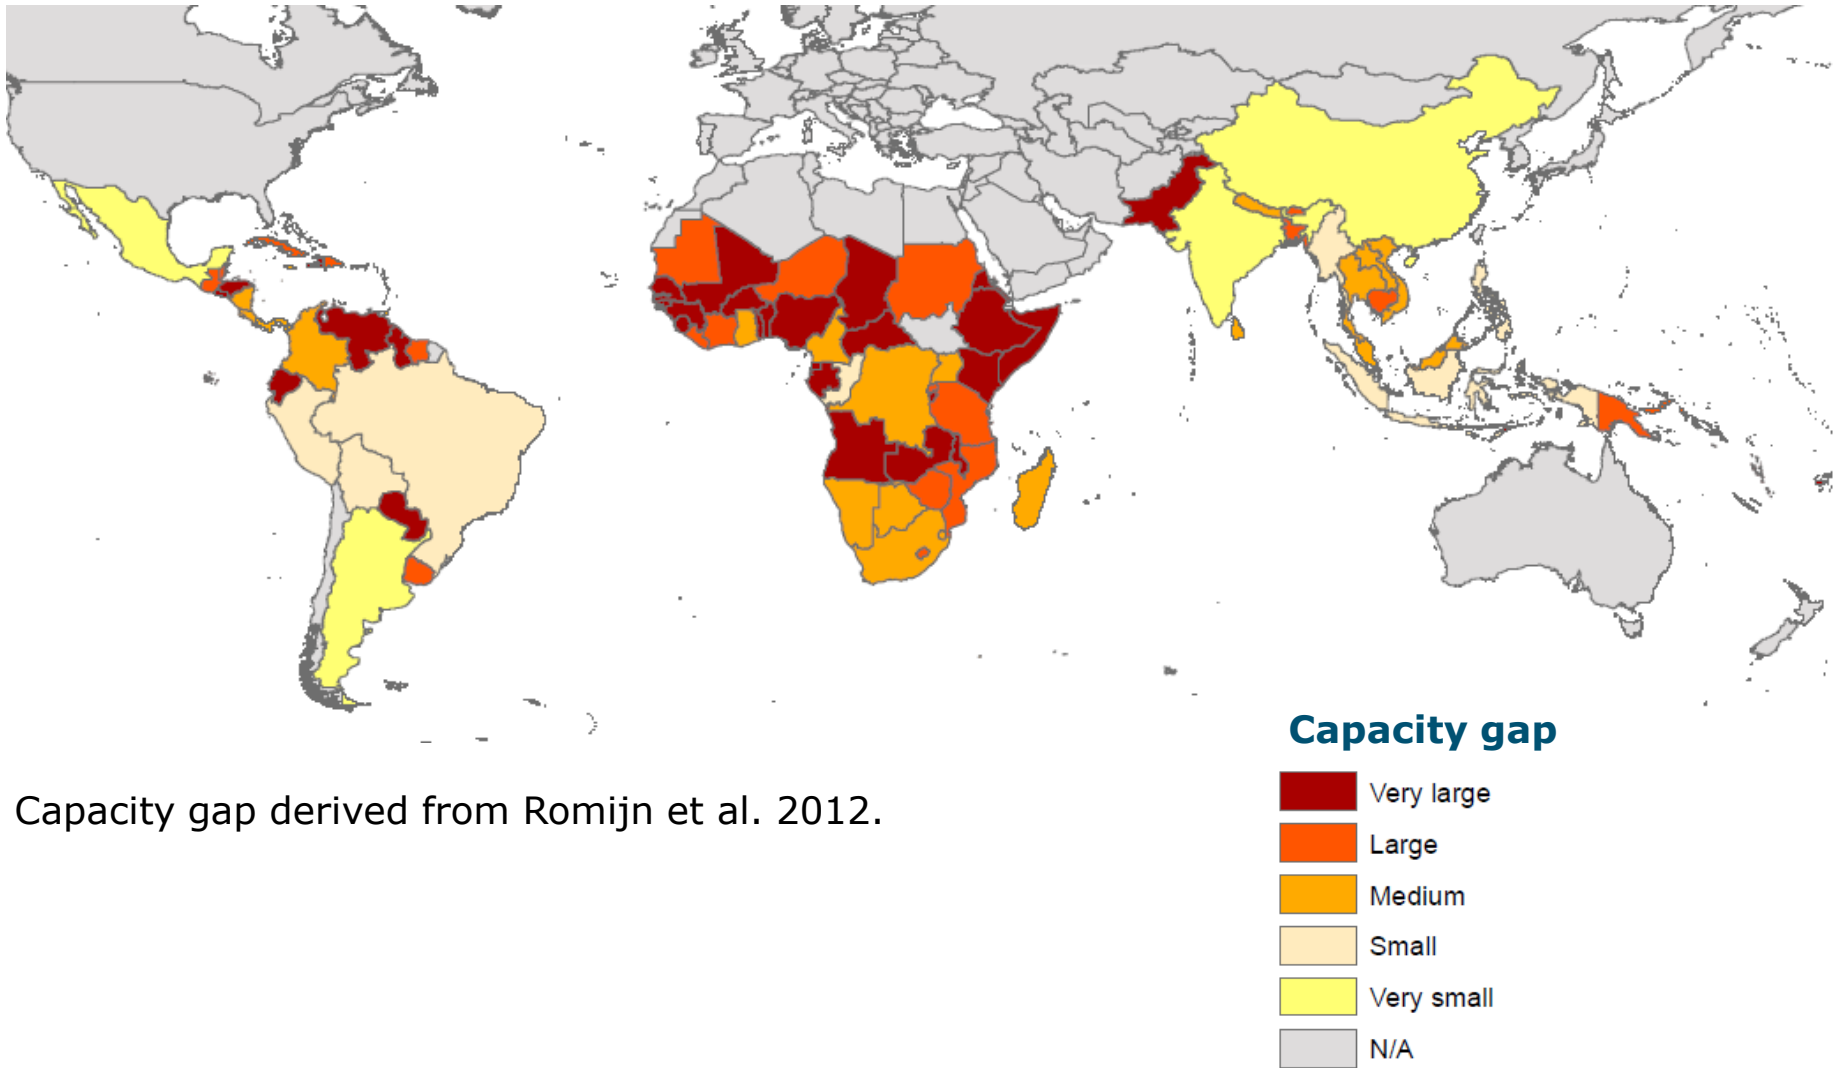 Capacity gap
Very large
Large
Medium
Small
Very small
N/A
Capacity gap derived from Romijn et al. 2012.